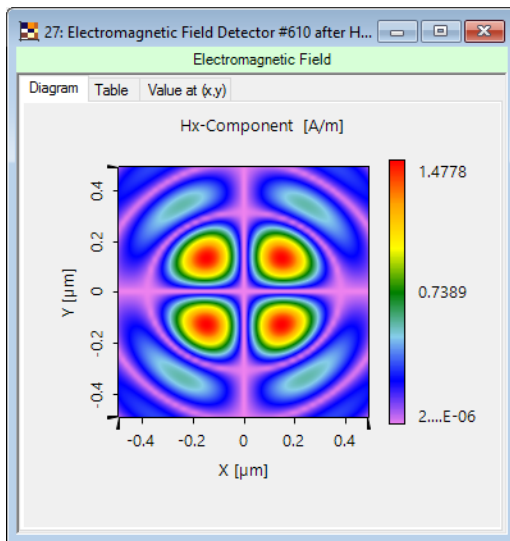 27: Electromagnetic Field Detector #610 after H...
Electromagnetic Field
Diagram Table Value at (x,y)
Hx-Component [A/m]
1.4778
0.7389
2....E-06
0.4
0.2
0
-0.2
-0.4
Y [µm]
-0.4 -0.2 0 0.2 0.4
X [µm]